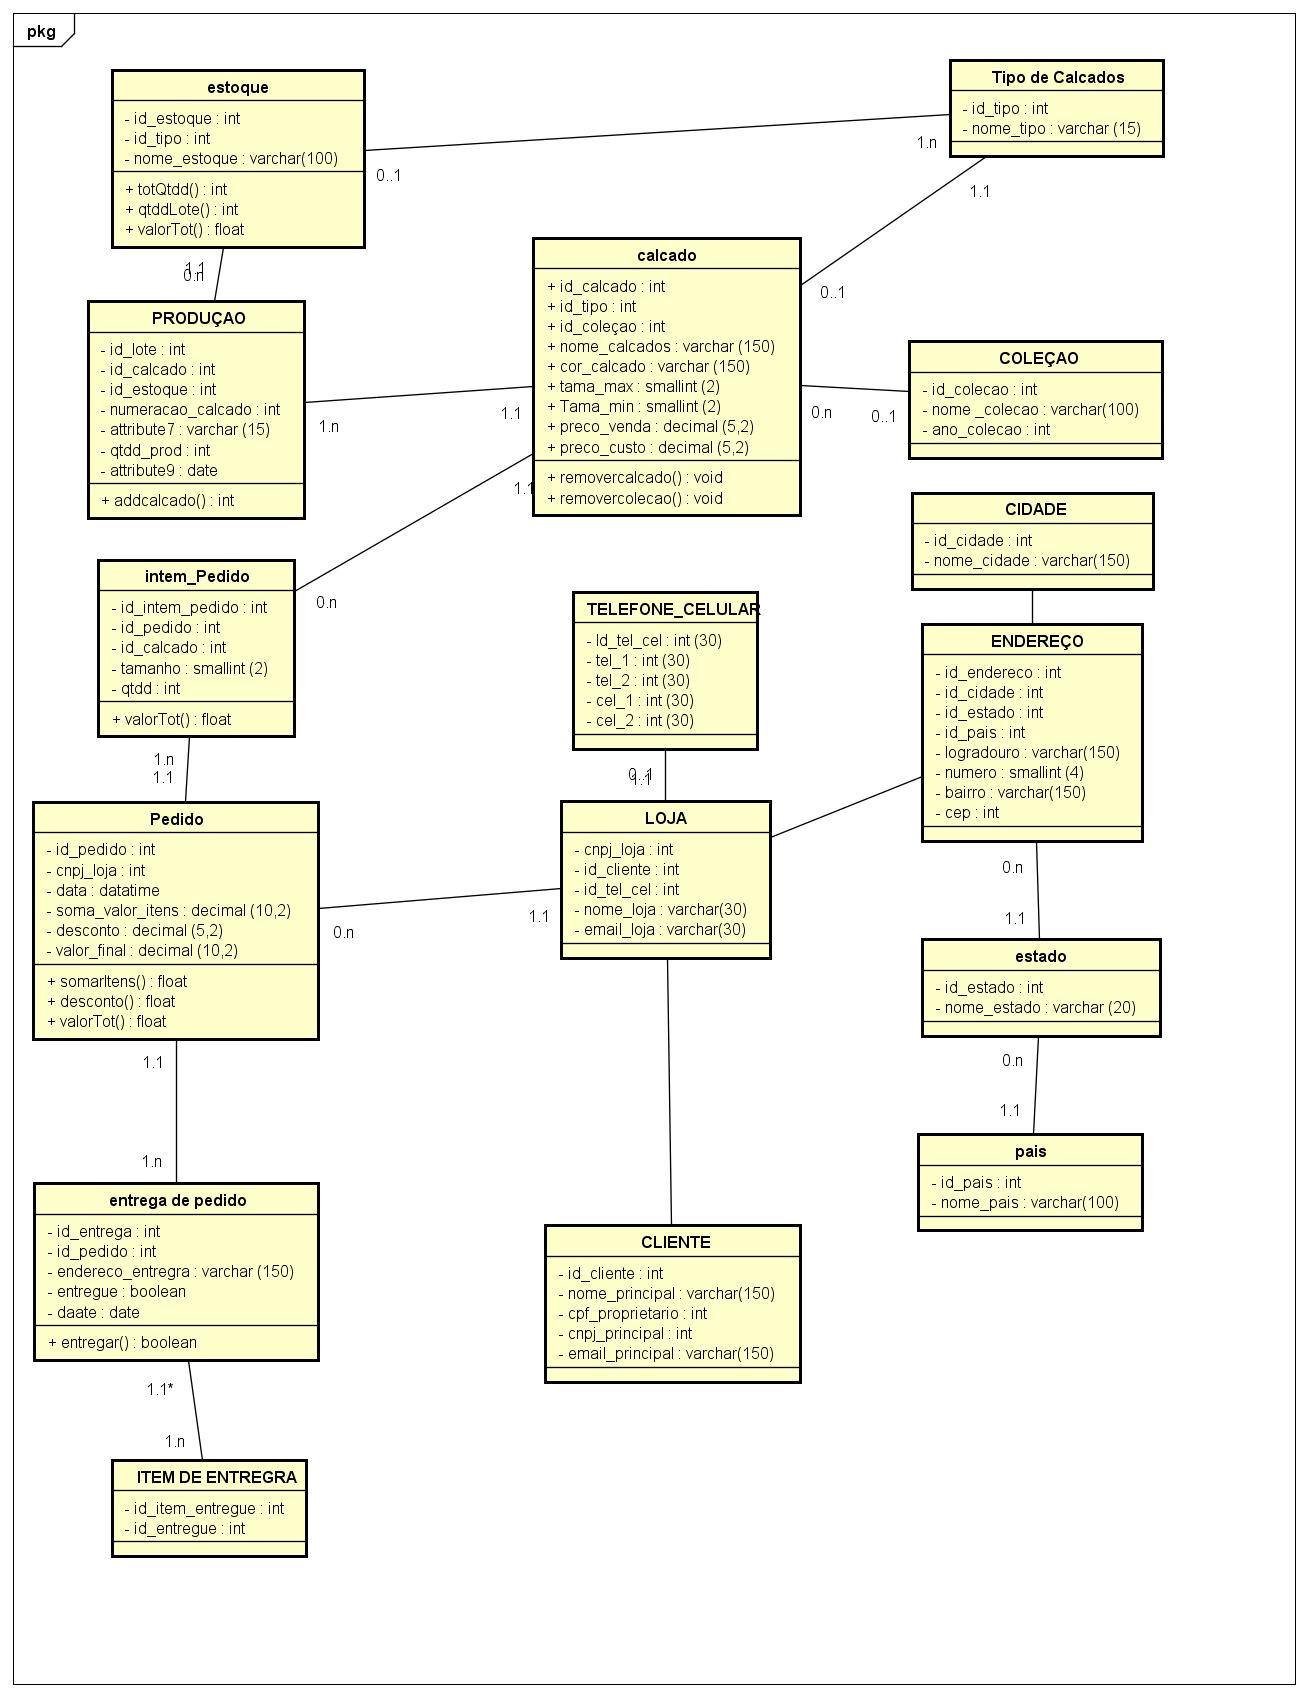 pkg
estoque
- id_estoque : int
- id_tipo : int
- nome_estoque : varchar(100)
+ totQtdd() : int
+ qtddLote() : int
+ valorTot() : float
Tipo de Calcados
- id_tipo : int
- nome_tipo : varchar (15)
0..1
1.n
1.1
0..1
1.1
0.n
calcado
+ id_calcado : int
+ id_tipo : int
+ id_coleçao : int
+ nome_calcados : varchar (150)
+ cor_calcado : varchar (150)
+ tama_max : smallint (2)
+ Tama_min : smallint (2)
+ preco_venda : decimal (5,2)
+ preco_custo : decimal (5,2)
+ removercalcado() : void
+ removercolecao() : void
PRODUÇAO
- id_lote : int
- id_calcado : int
- id_estoque : int
- numeracao_calcado : int
- attribute7 : varchar (15)
- qtdd_prod : int
- attribute9 : date
+ addcalcado() : int
1.n
1.1
COLEÇAO
- id_colecao : int
- nome _colecao : varchar(100)
- ano_colecao : int
0.n
0..1
1.1
0.n
CIDADE
- id_cidade : int
- nome_cidade : varchar(150)
intem_Pedido
- id_intem_pedido : int
- id_pedido : int
- id_calcado : int
- tamanho : smallint (2)
- qtdd : int
+ valorTot() : float
TELEFONE_CELULAR
- Id_tel_cel : int (30)
- tel_1 : int (30)
- tel_2 : int (30)
- cel_1 : int (30)
- cel_2 : int (30)
ENDEREÇO
- id_endereco : int
- id_cidade : int
- id_estado : int
- id_pais : int
- logradouro : varchar(150)
- numero : smallint (4)
- bairro : varchar(150)
- cep : int
1.n
1.1
0..1
1.1
Pedido
- id_pedido : int
- cnpj_loja : int
- data : datatime
- soma_valor_itens : decimal (10,2)
- desconto : decimal (5,2)
- valor_final : decimal (10,2)
+ somarItens() : float
+ desconto() : float
+ valorTot() : float
0.n
1.1
LOJA
- cnpj_loja : int
- id_cliente : int
- id_tel_cel : int
- nome_loja : varchar(30)
- email_loja : varchar(30)
0.n
1.1
estado
- id_estado : int
- nome_estado : varchar (20)
0.n
1.1
pais
- id_pais : int
- nome_pais : varchar(100)
1.1
1.n
entrega de pedido
- id_entrega : int
- id_pedido : int
- endereco_entregra : varchar (150)
- entregue : boolean
- daate : date
+ entregar() : boolean
CLIENTE
- id_cliente : int
- nome_principal : varchar(150)
- cpf_proprietario : int
- cnpj_principal : int
- email_principal : varchar(150)
1.1*
1.n
ITEM DE ENTREGRA
- id_item_entregue : int
- id_entregue : int